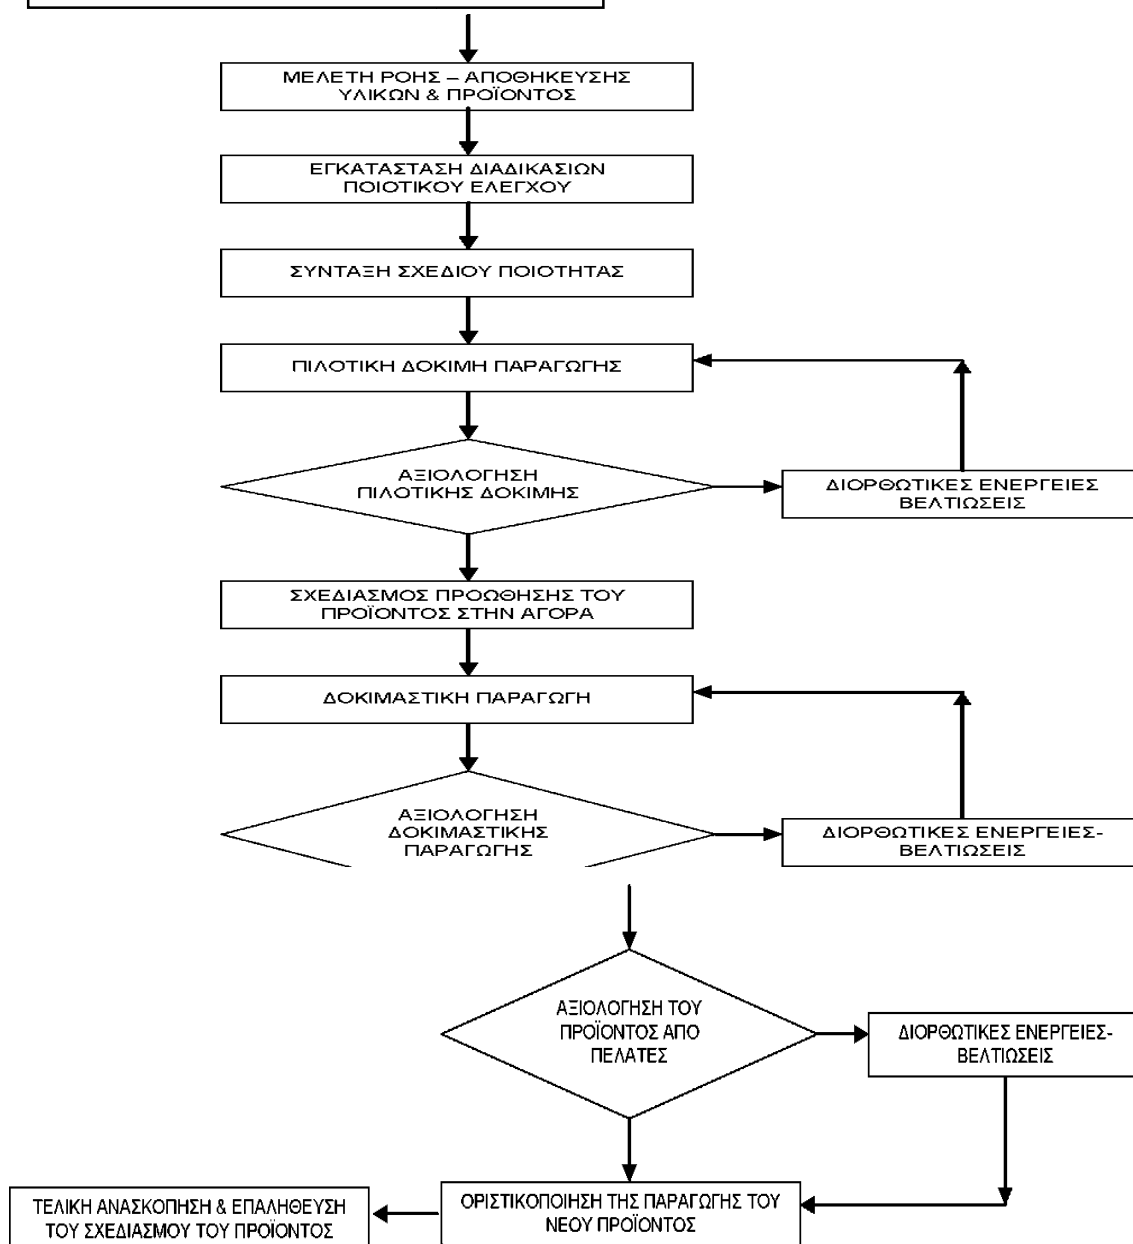 ΜΕΛΕΤΗ ΡΟΗΣ – ΑΠΟΘΗΚΕΥΣΗΣ
ΥΛΙΚΩΝ & ΠΡΟΪΟΝΤΟΣ
ΕΓΚΑΤΑΣΤΑΣΗ ΔΙΑΔΙΚΑΣΙΩΝ
ΠΟΙΟΤΙΚΟΥ ΕΛΕΓΧΟΥ
ΣΥΝΤΑΞΗ ΣΧΕΔΙΟΥ ΠΟΙΟΤΗΤΑΣ
ΠΙΛΟΤΙΚΗ ΔΟΚΙΜΗ ΠΑΡΑΓΩΓΗΣ
ΑΞΙΟΛΟΓΗΣΗ
ΠΙΛΟΤΙΚΗΣ ΔΟΚΙΜΗΣ
ΔΙΟΡΘΩΤΙΚΕΣ ΕΝΕΡΓΕΙΕΣ
ΒΕΛΤΙΩΣΕΙΣ
ΣΧΕΔΙΑΣΜΟΣ ΠΡΟΩΘΗΣΗΣ ΤΟΥ
ΠΡΟΪΟΝΤΟΣ ΣΤΗΝ ΑΓΟΡΑ
ΔΟΚΙΜΑΣΤΙΚΗ ΠΑΡΑΓΩΓΗ
ΑΞΙΟΛΟΓΗΣΗ
ΔΟΚΙΜΑΣΤΙΚΗΣ
ΠΑΡΑΓΩΓΗΣ
ΔΙΟΡΘΩΤΙΚΕΣ ΕΝΕΡΓΕΙΕΣ-
ΒΕΛΤΙΩΣΕΙΣ
ΑΞΙΟΛΟΓΗΣΗ ΤΟΥ
ΠΡΟΪΟΝΤΟΣ ΑΠΟ
ΠΕΛΑΤΕΣ
ΔΙΟΡΘΩΤΙΚΕΣ ΕΝΕΡΓΕΙΕΣ-
ΒΕΛΤΙΩΣΕΙΣ
ΟΡΙΣΤΙΚΟΠΟΙΗΣΗ ΤΗΣ ΠΑΡΑΓΩΓΗΣ ΤΟΥ
ΝΕΟΥ ΠΡΟΪΟΝΤΟΣ
ΤΕΛΙΚΗ ΑΝΑΣΚΟΠΗΣΗ & ΕΠΑΛΗΘΕΥΣΗ
ΤΟΥ ΣΧΕΔΙΑΣΜΟΥ ΤΟΥ ΠΡΟΪΟΝΤΟΣ